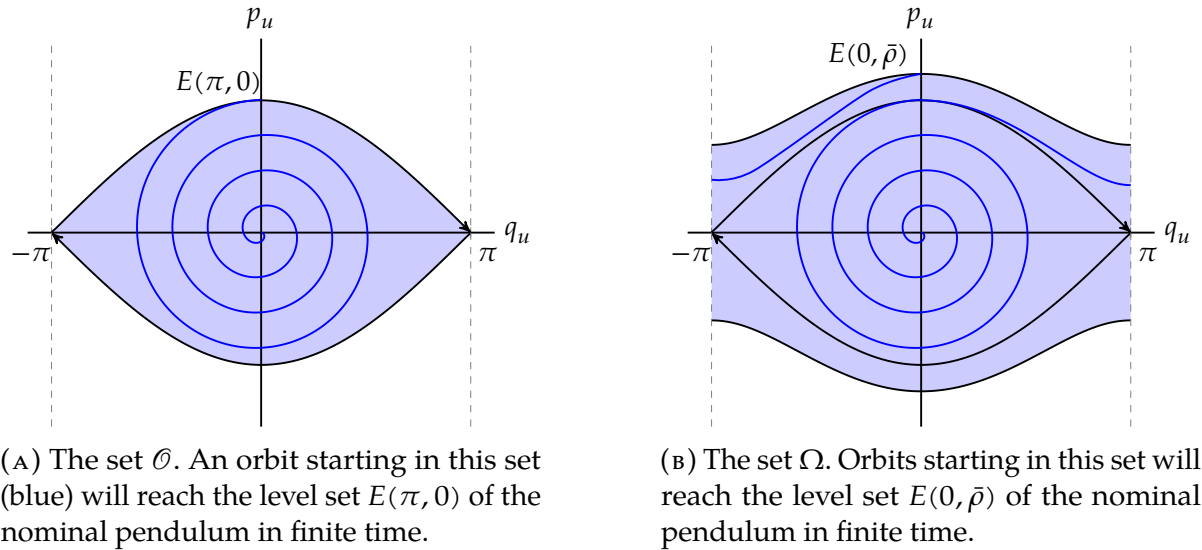 p_u
E(π, 0)
q_u
−π
π
(A) The set 𝒪. An orbit starting in this set
(blue) will reach the level set E(π, 0) of the
nominal pendulum in finite time.
p_u
E(0, ρ̄)
q_u
−π
π
(B) The set Ω. Orbits starting in this set will
reach the level set E(0, ρ̄) of the nominal
pendulum in finite time.